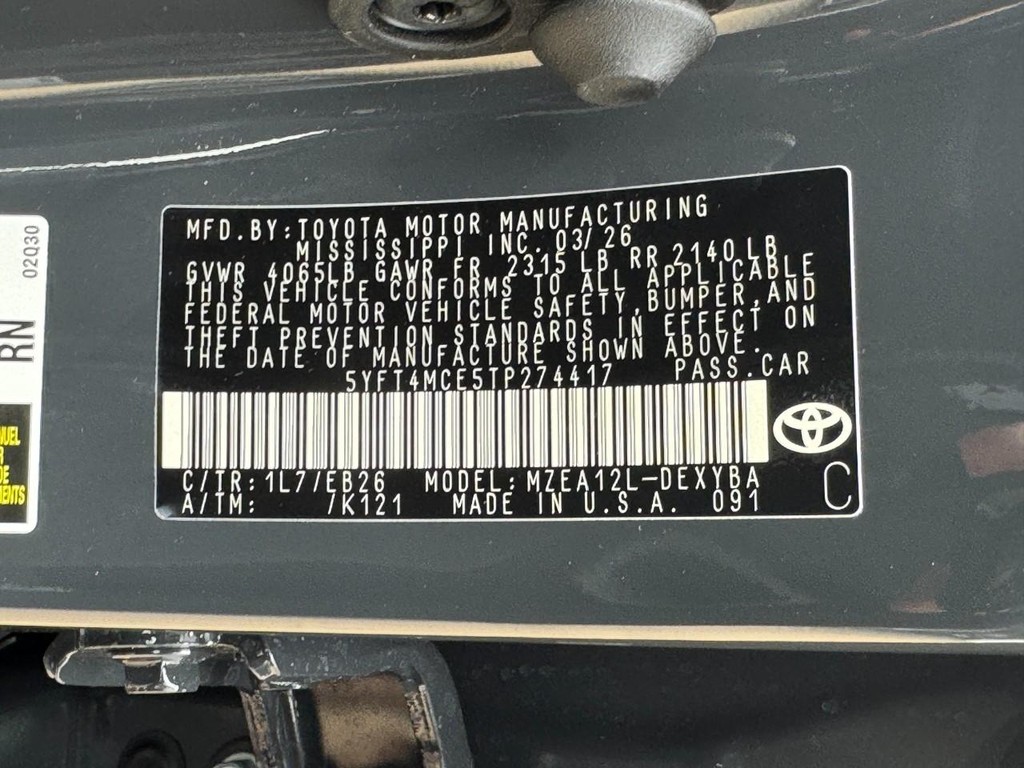 MFD.BY:TOYOTA MOTOR MANUFACTURING
MISSISSIPPI INC. 03/26
GVWR 4065LB GAWR FR 2315 LB RR 2140 LB
THIS VEHICLE CONFORMS TO ALL APPLICABLE
FEDERAL MOTOR VEHICLE SAFETY, BUMPER, AND
THEFT PREVENTION STANDARDS IN EFFECT ON
THE DATE OF MANUFACTURE SHOWN ABOVE.
5YFT4MCE5TP274417 PASS.CAR
C/TR: 1L7/EB26 MODEL: MZEA12L-DEXYBA
A/TM: /K121 MADE IN U.S.A. 091
C
02Q30
RN